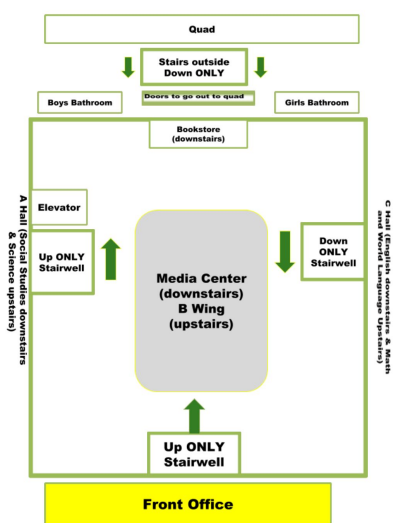 Quad
Stairs outside
Down ONLY
Boys Bathroom
Doors to go out to quad
Girls Bathroom
Bookstore
(downstairs)
A Hall (Social Studies downstairs
& Science upstairs)
Elevator
Up ONLY
Stairwell
Media Center
(downstairs)
B Wing
(upstairs)
Down
ONLY
Stairwell
C Hall (English downstairs & Math
and World Language Upstairs)
Up ONLY
Stairwell
Front Office